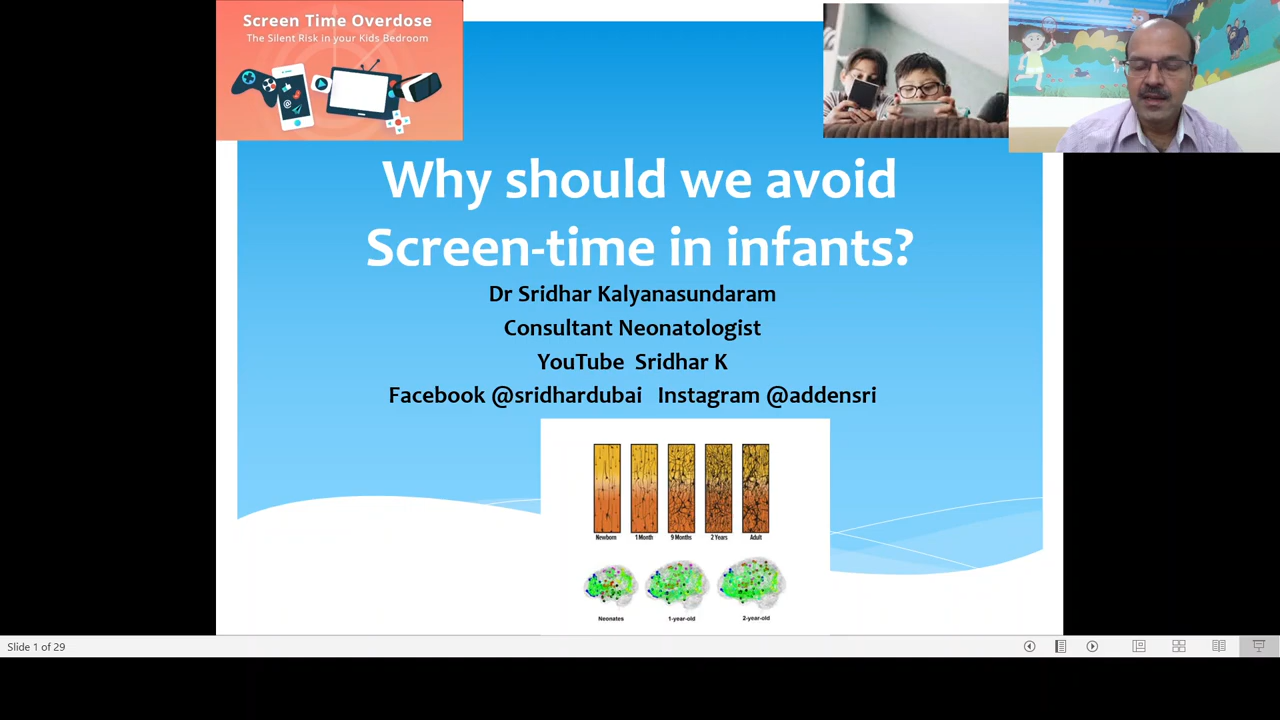 Screen Time Overdose
The Silent Risk in your Kids Bedroom
Why should we avoid
Screen-time in infants?
Dr Sridhar Kalyanasundaram
Consultant Neonatologist
YouTube Sridhar K
Facebook @sridhardubai Instagram @addensri
Newborn 1 Month 9 Months 2 Years Adult
Neonates 1-year-old 2-year-old
Slide 1 of 29